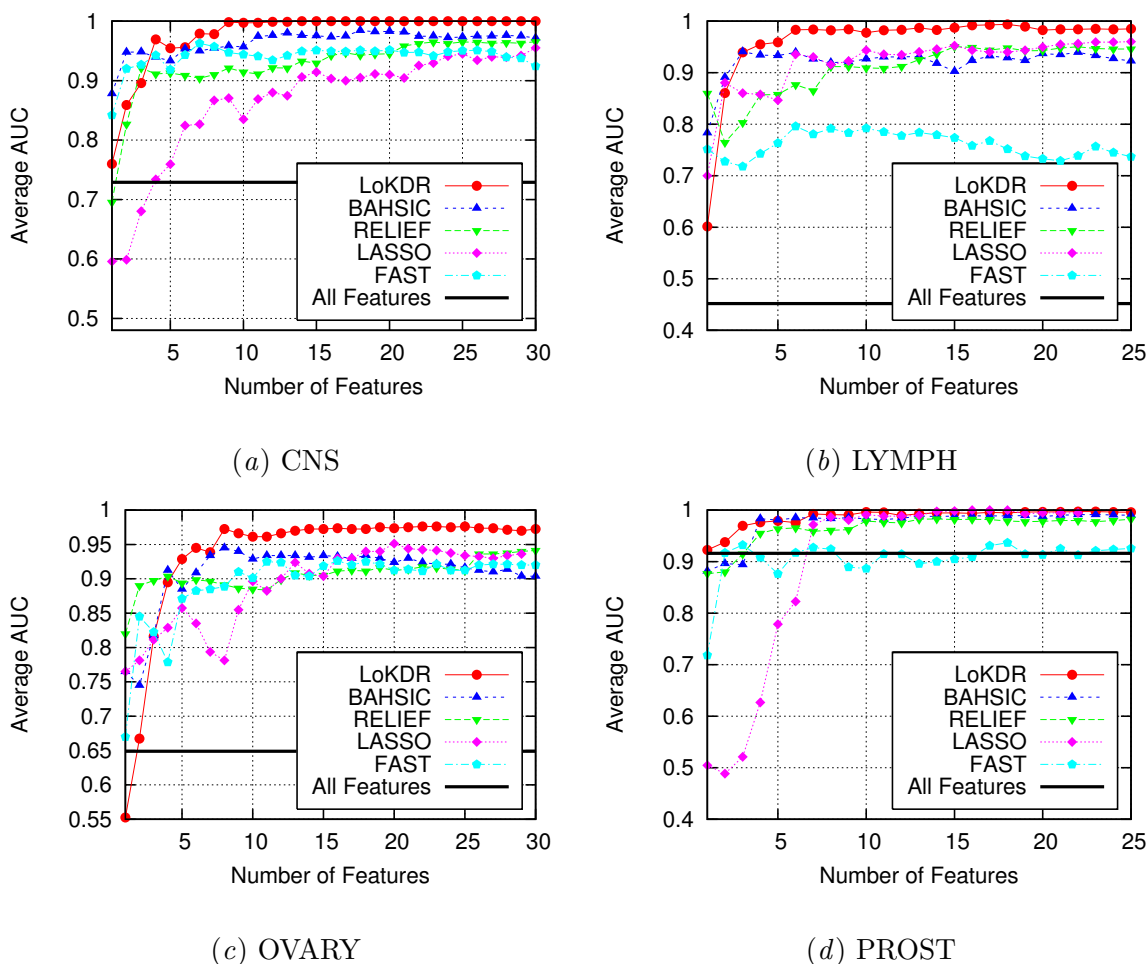 Average AUC
1
0.9
0.8
0.7
0.6
0.5
LoKDR
BAHSIC
RELIEF
LASSO
FAST
All Features
5 10 15 20 25 30
Number of Features
(a) CNS
Average AUC
1
0.9
0.8
0.7
0.6
0.5
0.4
LoKDR
BAHSIC
RELIEF
LASSO
FAST
All Features
5 10 15 20 25
Number of Features
(b) LYMPH
Average AUC
1
0.95
0.9
0.85
0.8
0.75
0.7
0.65
0.6
0.55
LoKDR
BAHSIC
RELIEF
LASSO
FAST
All Features
5 10 15 20 25 30
Number of Features
(c) OVARY
Average AUC
1
0.9
0.8
0.7
0.6
0.5
0.4
LoKDR
BAHSIC
RELIEF
LASSO
FAST
All Features
5 10 15 20 25
Number of Features
(d) PROST